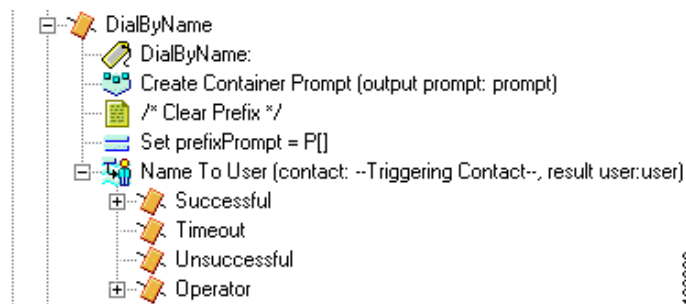 DialByName
DialByName:
Create Container Prompt (output prompt: prompt)
/* Clear Prefix */
Set prefixPrompt = P[]
Name To User (contact: --Triggering Contact--, result user:user)
Successful
Timeout
Unsuccessful
Operator